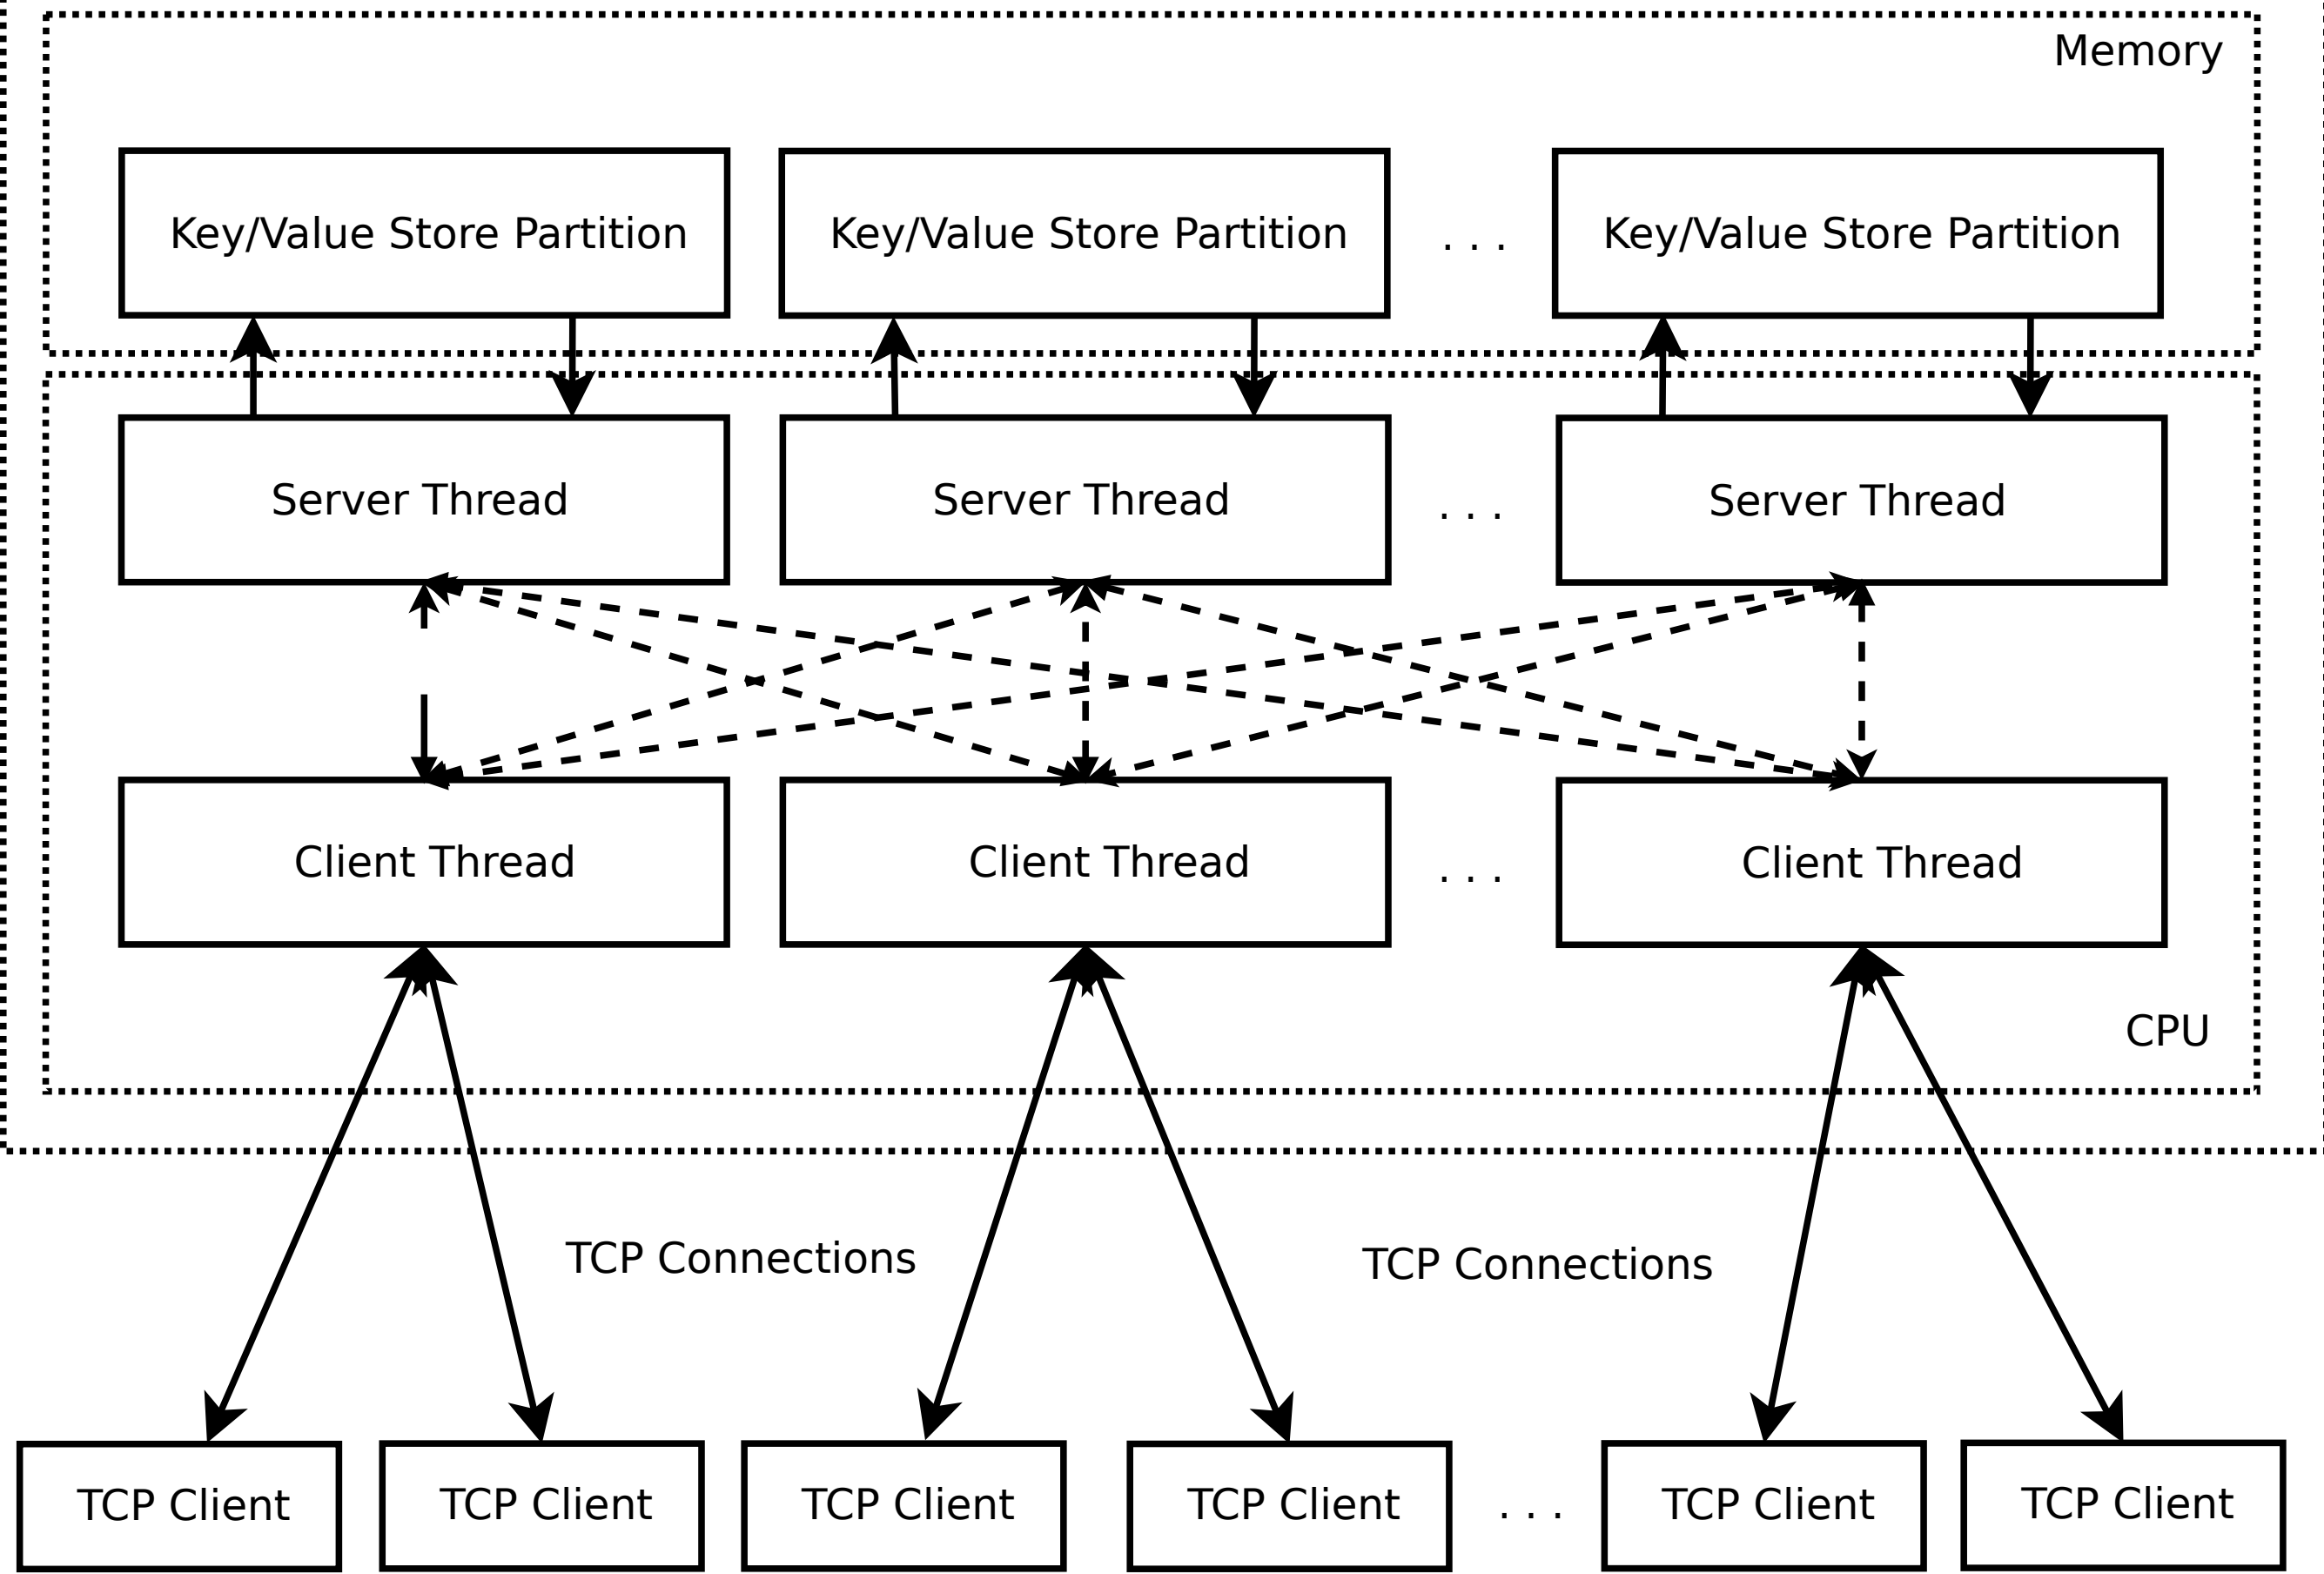 Memory
Key/Value Store Partition
Key/Value Store Partition
. . .
Key/Value Store Partition
Server Thread
Server Thread
. . .
Server Thread
Client Thread
Client Thread
. . .
Client Thread
CPU
TCP Connections
TCP Connections
TCP Client
TCP Client
TCP Client
TCP Client
. . .
TCP Client
TCP Client